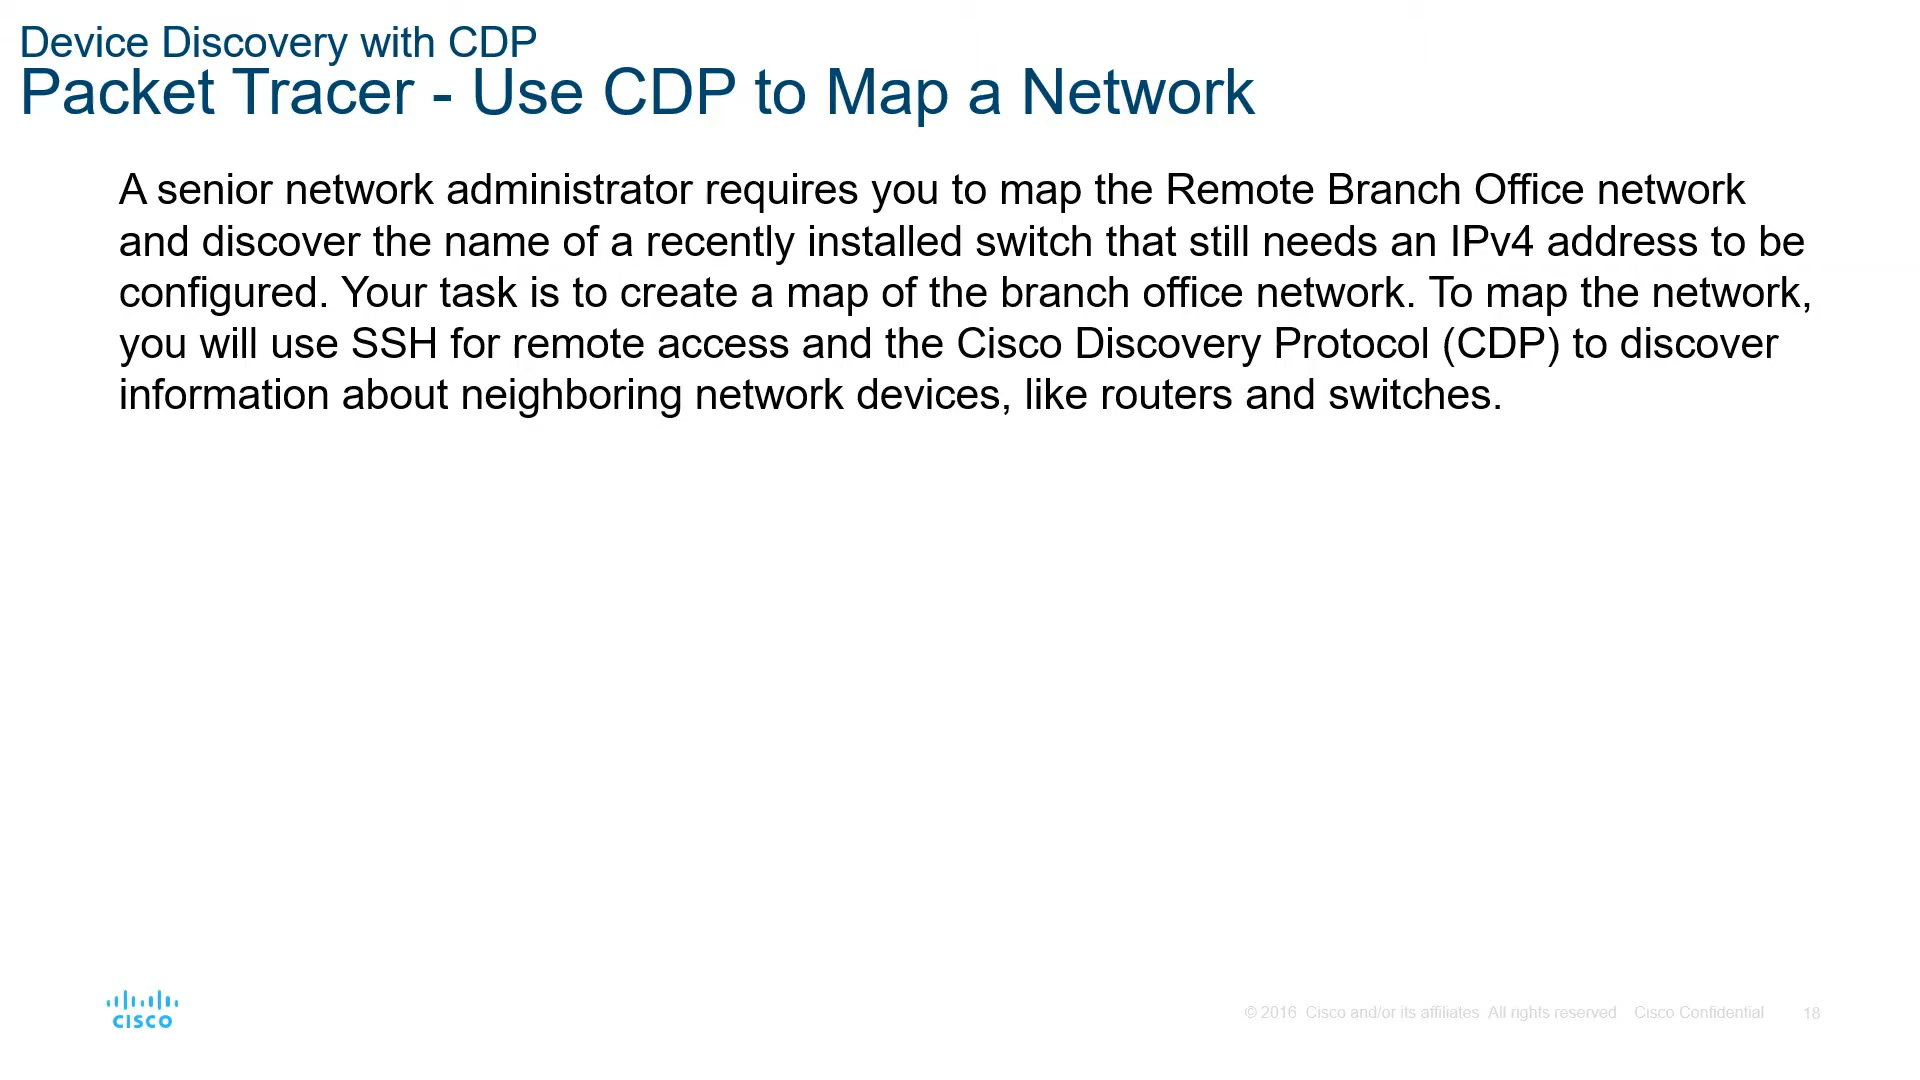 Device Discovery with CDP
Packet Tracer - Use CDP to Map a Network
A senior network administrator requires you to map the Remote Branch Office network
and discover the name of a recently installed switch that still needs an IPv4 address to be
configured. Your task is to create a map of the branch office network. To map the network,
you will use SSH for remote access and the Cisco Discovery Protocol (CDP) to discover
information about neighboring network devices, like routers and switches.
CISCO
© 2016 Cisco and/or its affiliates All rights reserved Cisco Confidential 18